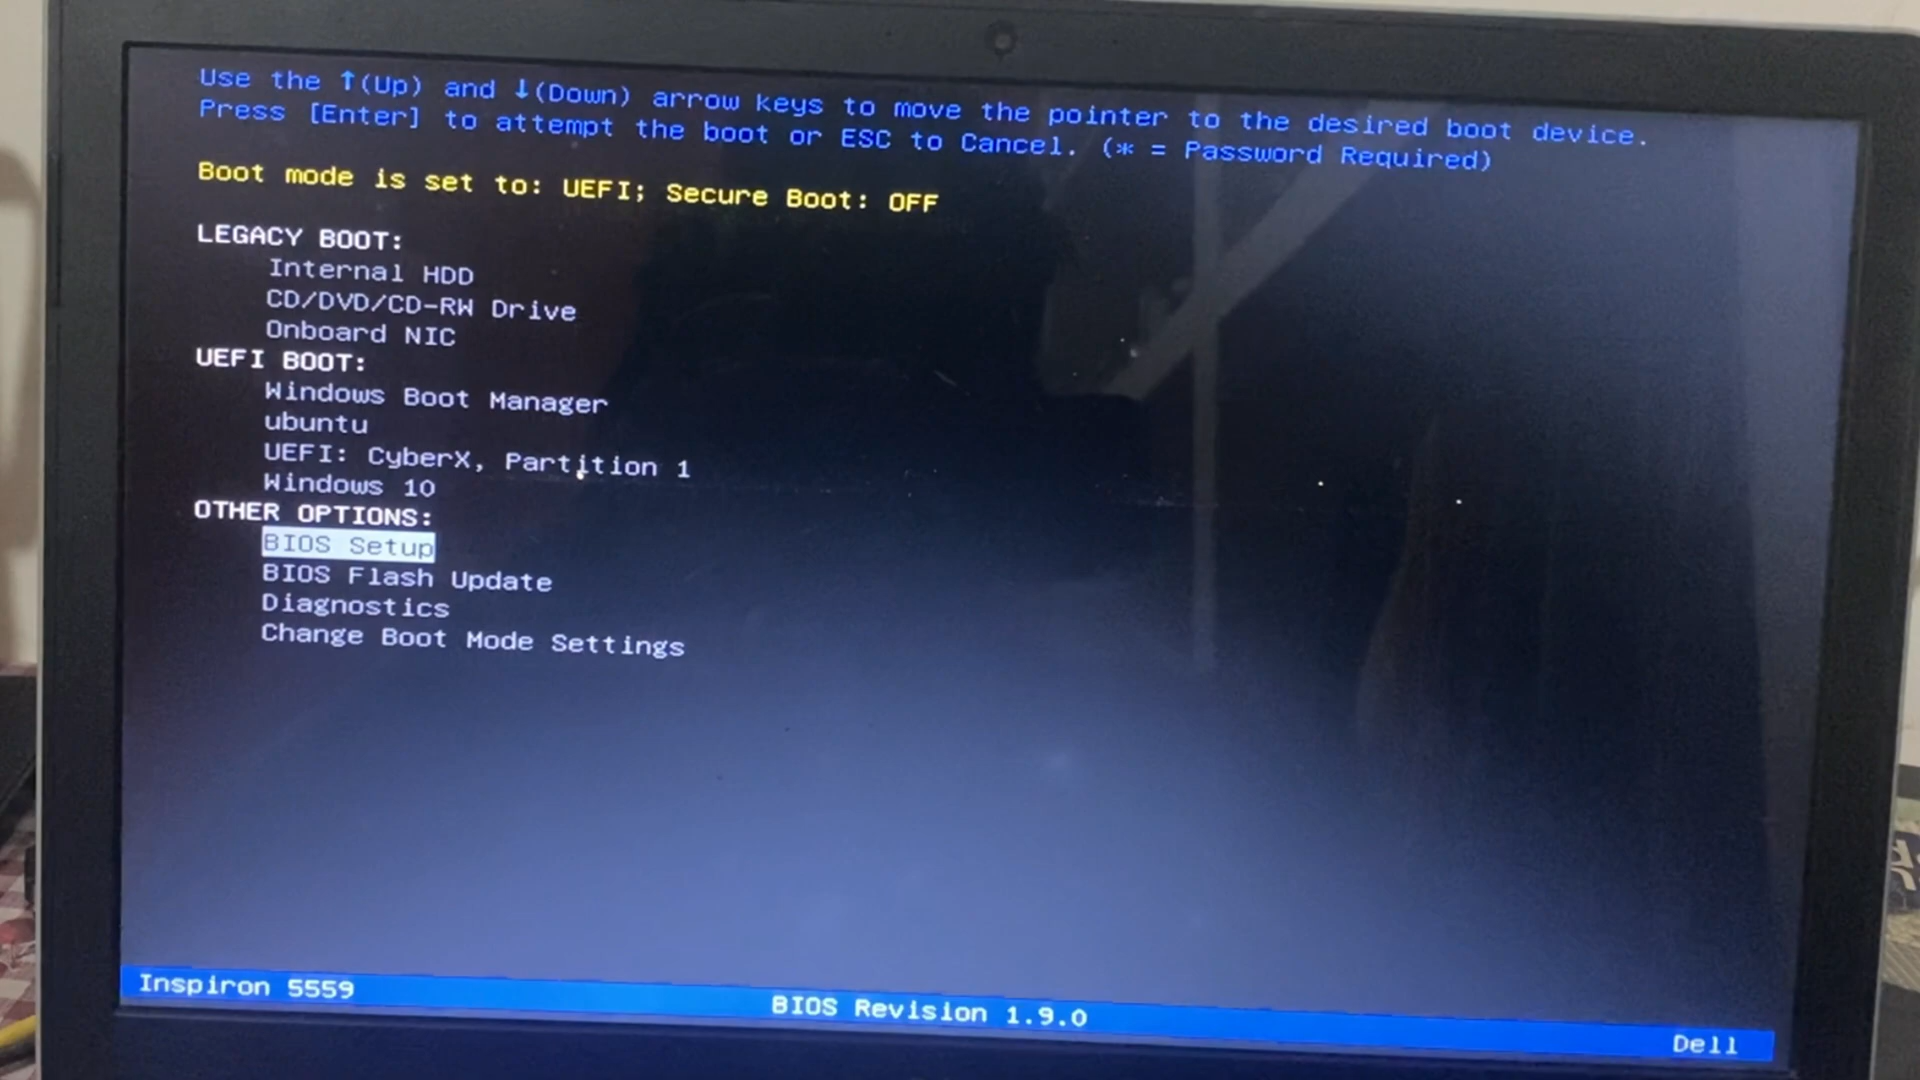 Use the ↑(Up) and ↓(Down) arrow keys to move the pointer to the desired boot device.
Press [Enter] to attempt the boot or ESC to Cancel. (* = Password Required)
Boot mode is set to: UEFI; Secure Boot: OFF
LEGACY BOOT:
Internal HDD
CD/DVD/CD-RW Drive
Onboard NIC
UEFI BOOT:
Windows Boot Manager
ubuntu
UEFI: CyberX, Partition 1
Windows 10
OTHER OPTIONS:
BIOS Setup
BIOS Flash Update
Diagnostics
Change Boot Mode Settings
Inspiron 5559
BIOS Revision 1.9.0
Dell